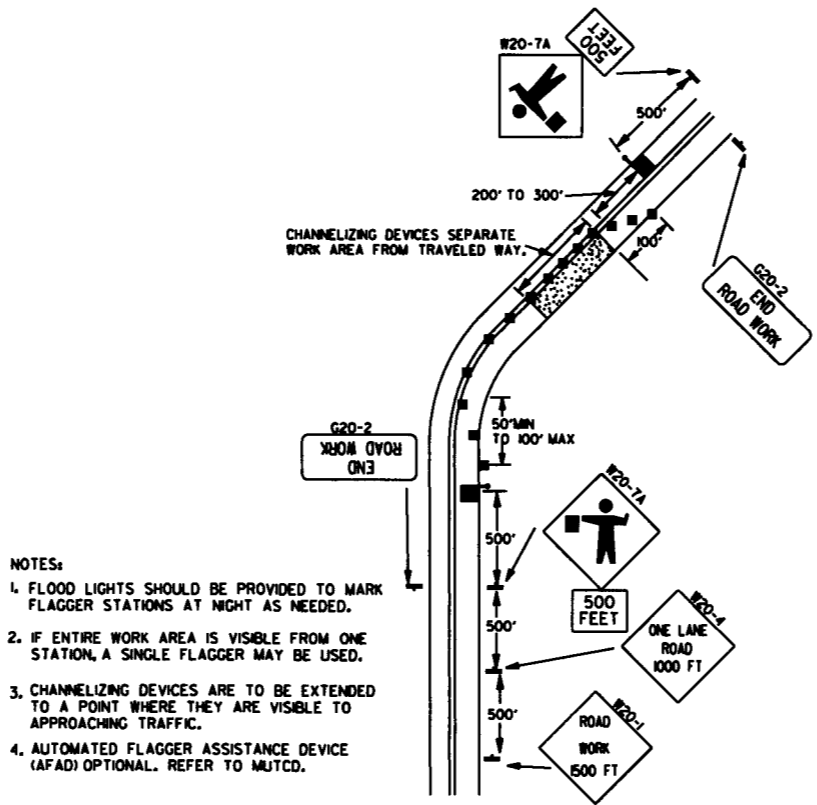 W20-7A
500
FEET
500'
200' TO 300'
CHANNELIZING DEVICES SEPARATE
WORK AREA FROM TRAVELED WAY.
100'
G20-2
END
ROAD WORK
G20-2
END
ROAD WORK
50'MIN
TO 100' MAX
W20-7A
500'
500
FEET
500'
W20-4
ONE LANE
ROAD
1000 FT
500'
W20-1
ROAD
WORK
1500 FT
NOTES:
1. FLOOD LIGHTS SHOULD BE PROVIDED TO MARK
FLAGGER STATIONS AT NIGHT AS NEEDED.
2. IF ENTIRE WORK AREA IS VISIBLE FROM ONE
STATION, A SINGLE FLAGGER MAY BE USED.
3. CHANNELIZING DEVICES ARE TO BE EXTENDED
TO A POINT WHERE THEY ARE VISIBLE TO
APPROACHING TRAFFIC.
4. AUTOMATED FLAGGER ASSISTANCE DEVICE
(AFAD) OPTIONAL. REFER TO MUTCD.